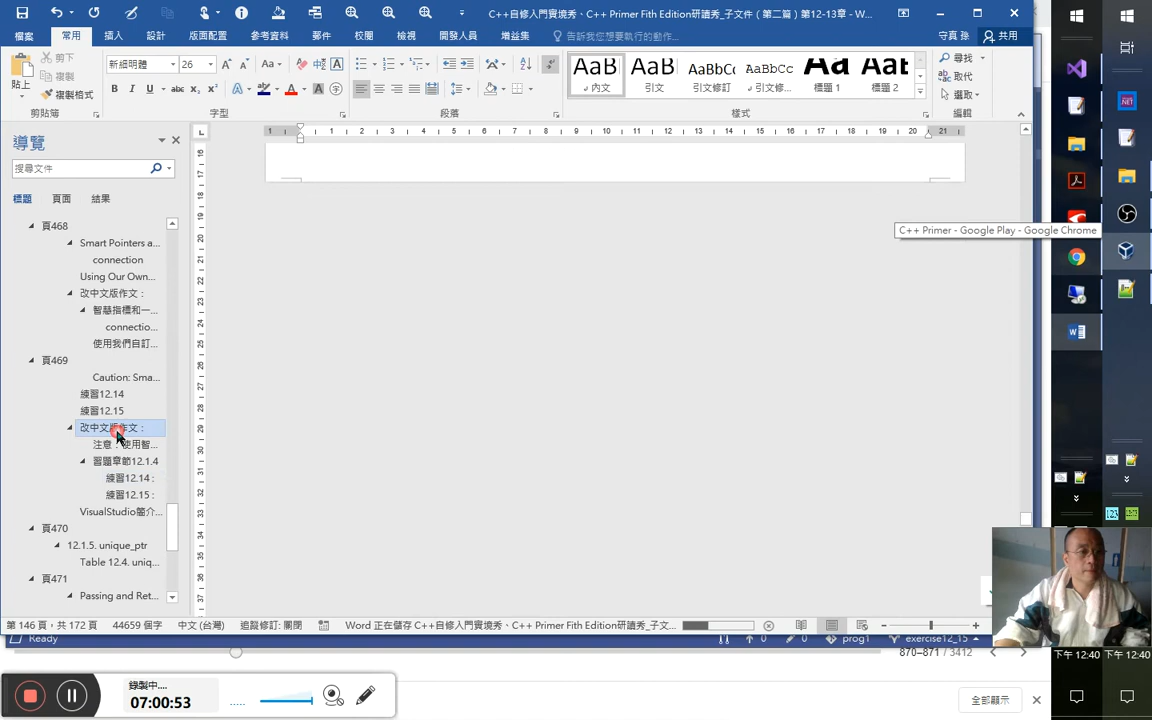 C++自修入門實境秀、C++ Primer Fith Edition研讀秀_子文件（第二篇）第12-13章 - W...
檔案 常用 插入 設計 版面配置 參考資料 郵件 校閱 檢視 開發人員 增益集 告訴我您想要執行的動作... 守真 孫 共用
貼上
剪下
複製
複製格式
新細明體 26
AaB AaB AaBbCc AaBbCc Aa Aat
內文 引文 引文修訂 引文修... 標題 1 標題 2
尋找
取代
選取
剪貼簿 字型 段落 樣式 編輯
導覽
搜尋文件
標題 頁面 結果
頁468
Smart Pointers a...
connection
Using Our Own...
改中文版作文：
智慧指標和一...
connectio...
使用我們自訂...
頁469
Caution: Sma...
練習12.14
練習12.15
改中文版作文：
注意：使用智...
習題章節12.1.4
練習12.14：
練習12.15：
VisualStudio簡介...
頁470
12.1.5. unique_ptr
Table 12.4. uniq...
頁471
Passing and Ret...
C++ Primer - Google Play - Google Chrome
第 146 頁，共 172 頁 44659 個字 中文 (台灣) 追蹤修訂: 關閉 Word 正在儲存 C++自修入門實境秀、C++ Primer Fith Edition研讀秀_子文...
Ready 0 0 prog1 exercise12_15
870–871 / 3412
下午 12:40 下午 12:40
錄製中....
07:00:53
全部顯示